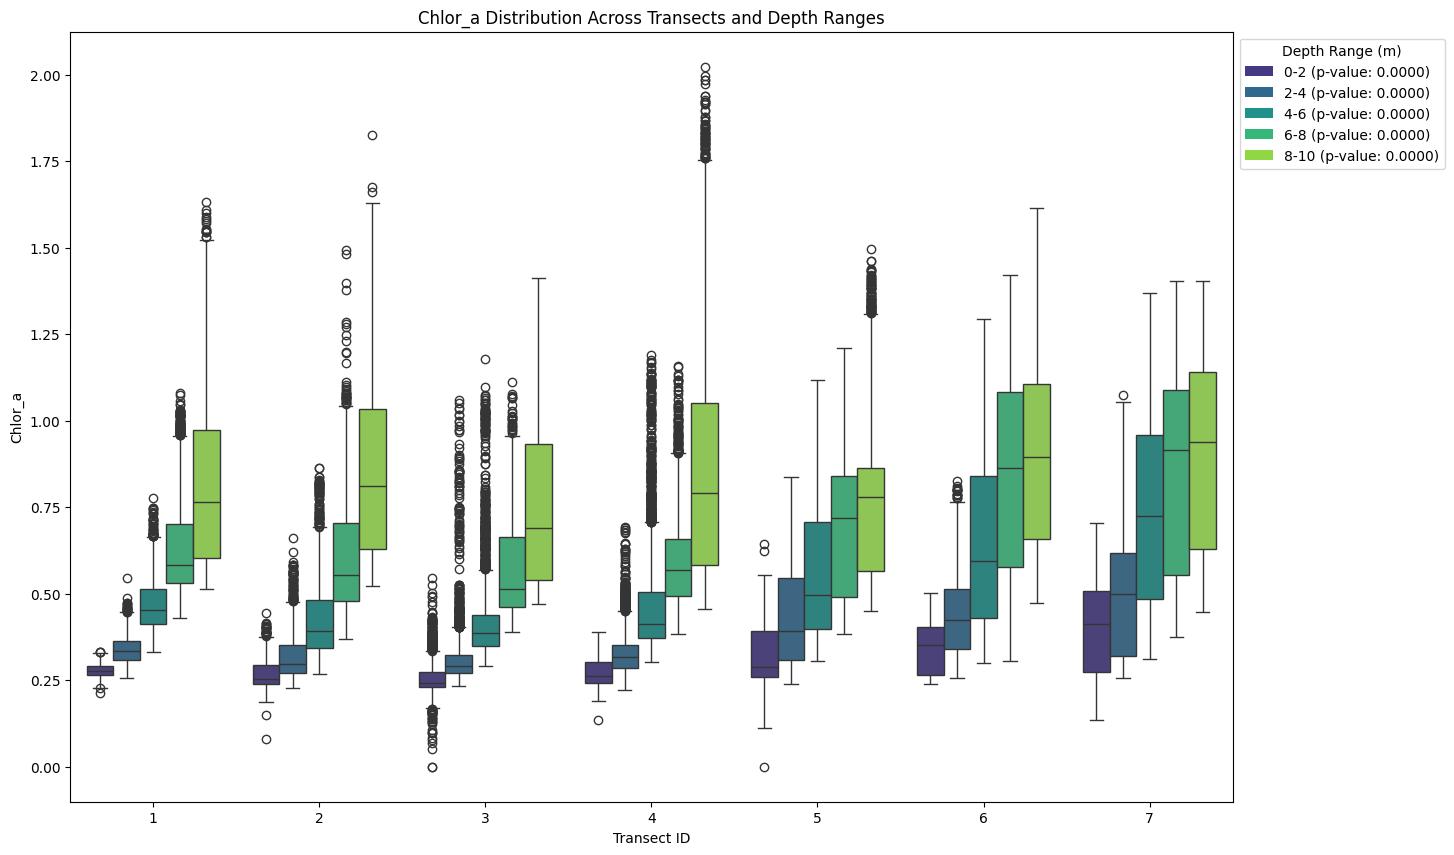 Chlor_a Distribution Across Transects and Depth Ranges
Depth Range (m)
0-2 (p-value: 0.0000)
2-4 (p-value: 0.0000)
4-6 (p-value: 0.0000)
6-8 (p-value: 0.0000)
8-10 (p-value: 0.0000)
Chlor_a
2.00
1.75
1.50
1.25
1.00
0.75
0.50
0.25
0.00
1 2 3 4 5 6 7
Transect ID